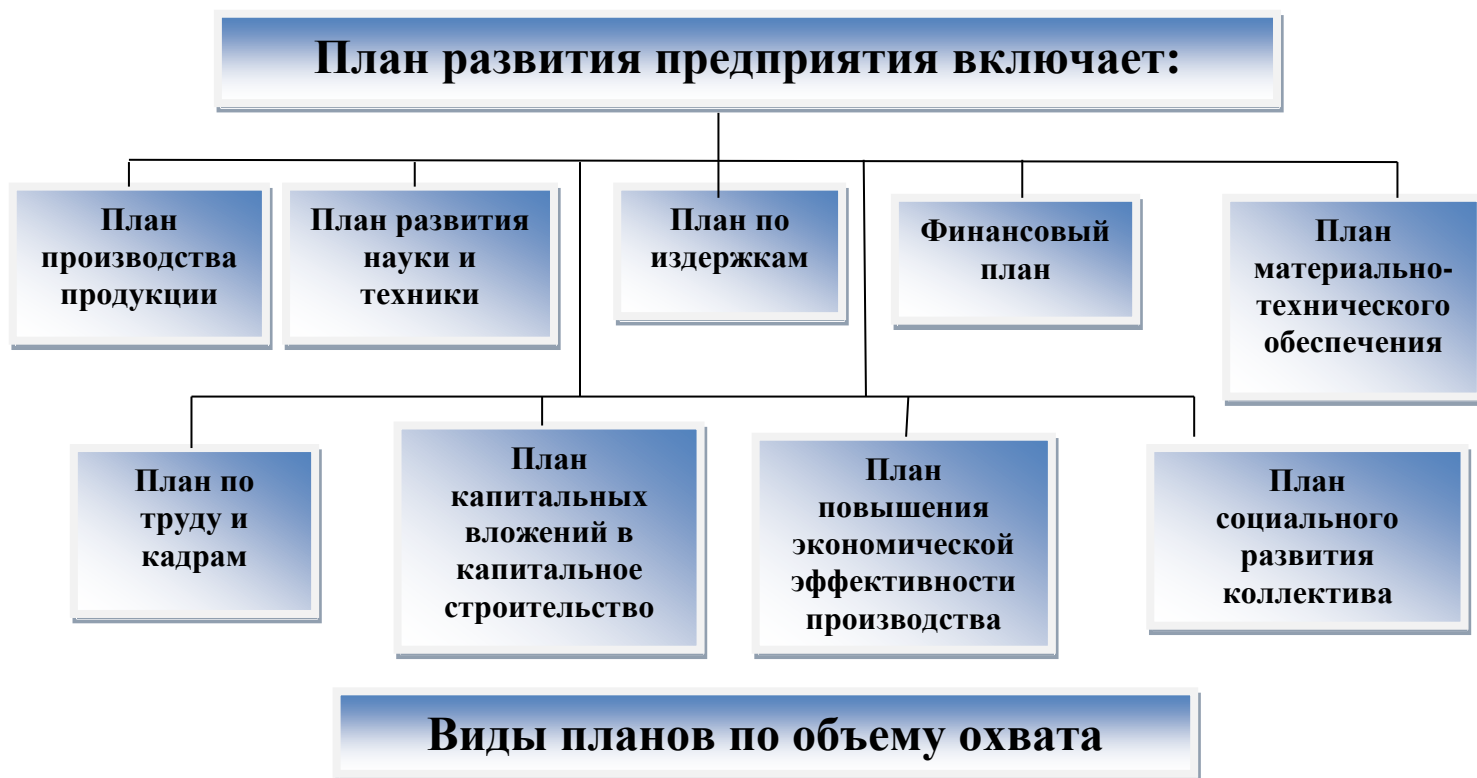 План развития предприятия включает:
План
производства
продукции
План развития
науки и
техники
План по
издержкам
Финансовый
план
План
материально-
технического
обеспечения
План по
труду и
кадрам
План
капитальных
вложений в
капитальное
строительство
План
повышения
экономической
эффективности
производства
План
социального
развития
коллектива
Виды планов по объему охвата